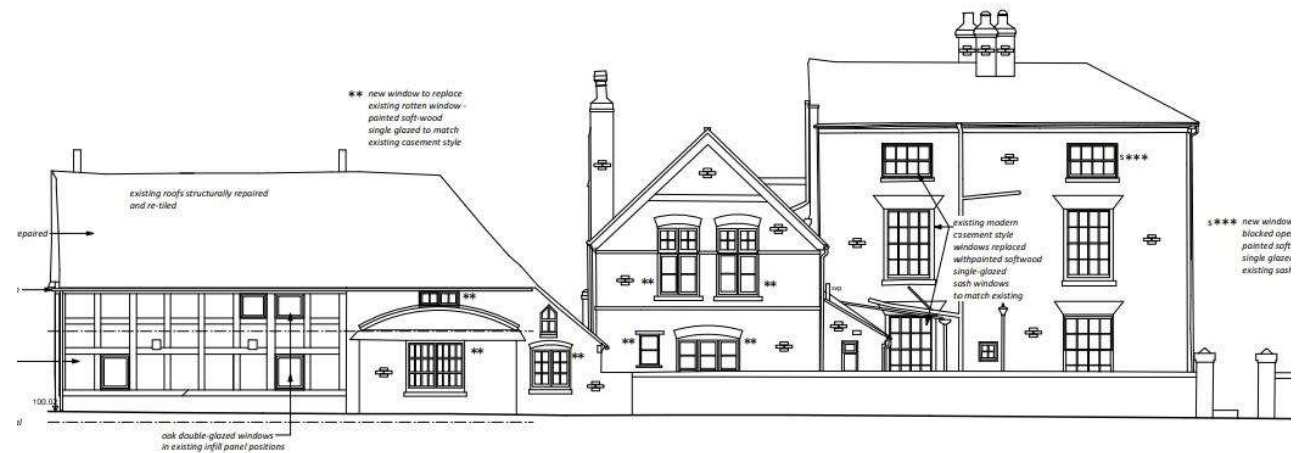 ** new window to replace
existing rotten window -
painted soft-wood
single glazed to match
existing casement style
existing roofs structurally repaired
and re-tiled
epaired
s***
existing modern
casement style
windows replaced
withpainted softwood
single-glazed
sash windows
to match existing
s*** new window
blocked ope
painted soft
single glazed
existing sash
**
**
**
**
**
**
**
svp
100.0
al
oak double-glazed windows
in existing infill panel positions